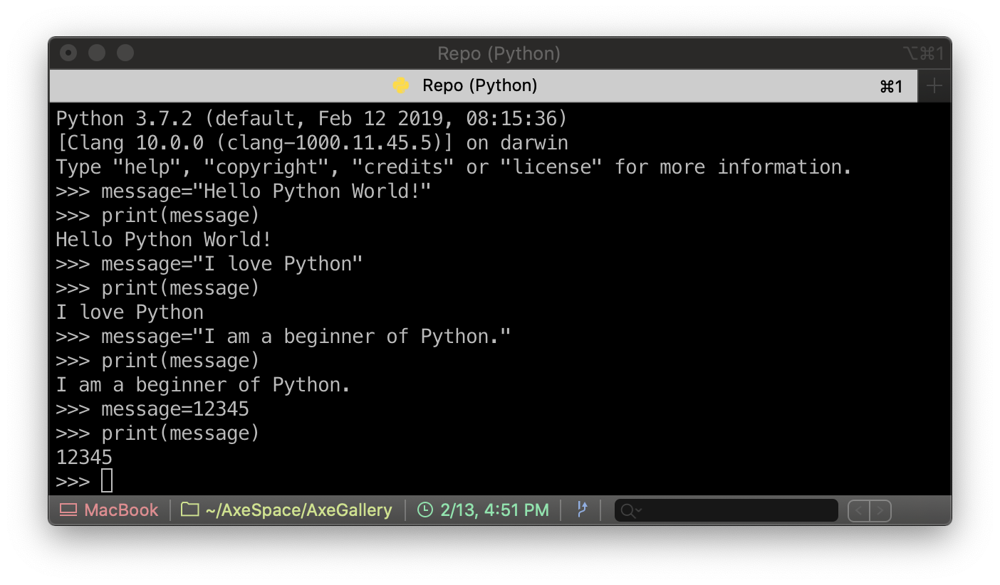 Repo (Python) ⌥⌘1
Repo (Python) ⌘1
Python 3.7.2 (default, Feb 12 2019, 08:15:36)
[Clang 10.0.0 (clang-1000.11.45.5)] on darwin
Type "help", "copyright", "credits" or "license" for more information.
>>> message="Hello Python World!"
>>> print(message)
Hello Python World!
>>> message="I love Python"
>>> print(message)
I love Python
>>> message="I am a beginner of Python."
>>> print(message)
I am a beginner of Python.
>>> message=12345
>>> print(message)
12345
>>>
MacBook ~/AxeSpace/AxeGallery 2/13, 4:51 PM